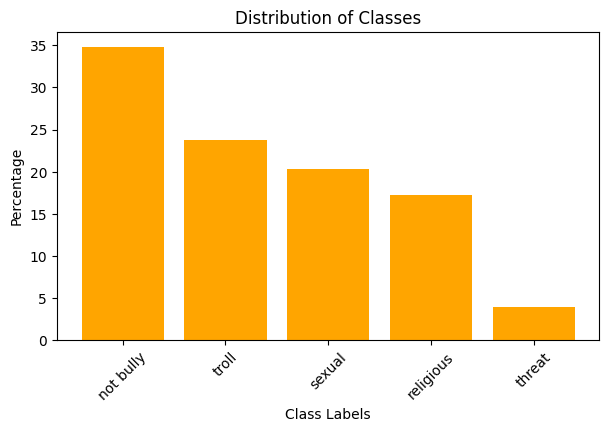 Distribution of Classes
Percentage
35
30
25
20
15
10
5
0
not bully
troll
sexual
religious
threat
Class Labels